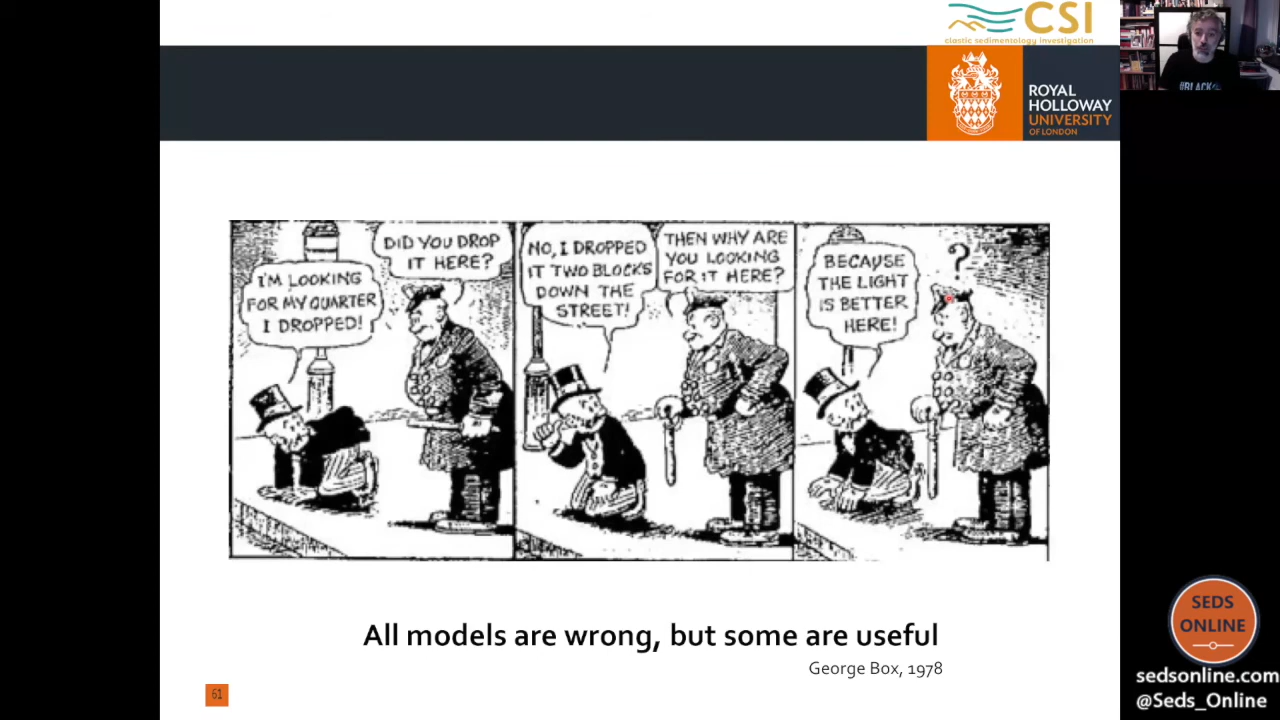 CSI
clastic sedimentology investigation
ROYAL
HOLLOWAY
UNIVERSITY
OF LONDON
#BLACK
I'M LOOKING
FOR MY QUARTER
I DROPPED!
DID YOU DROP
IT HERE?
NO, I DROPPED
IT TWO BLOCKS
DOWN THE
STREET!
THEN WHY ARE
YOU LOOKING
FOR IT HERE?
BECAUSE
THE LIGHT
IS BETTER
HERE!
?
All models are wrong, but some are useful
George Box, 1978
61
SEDS
ONLINE
sedsonline.com
@Seds_Online